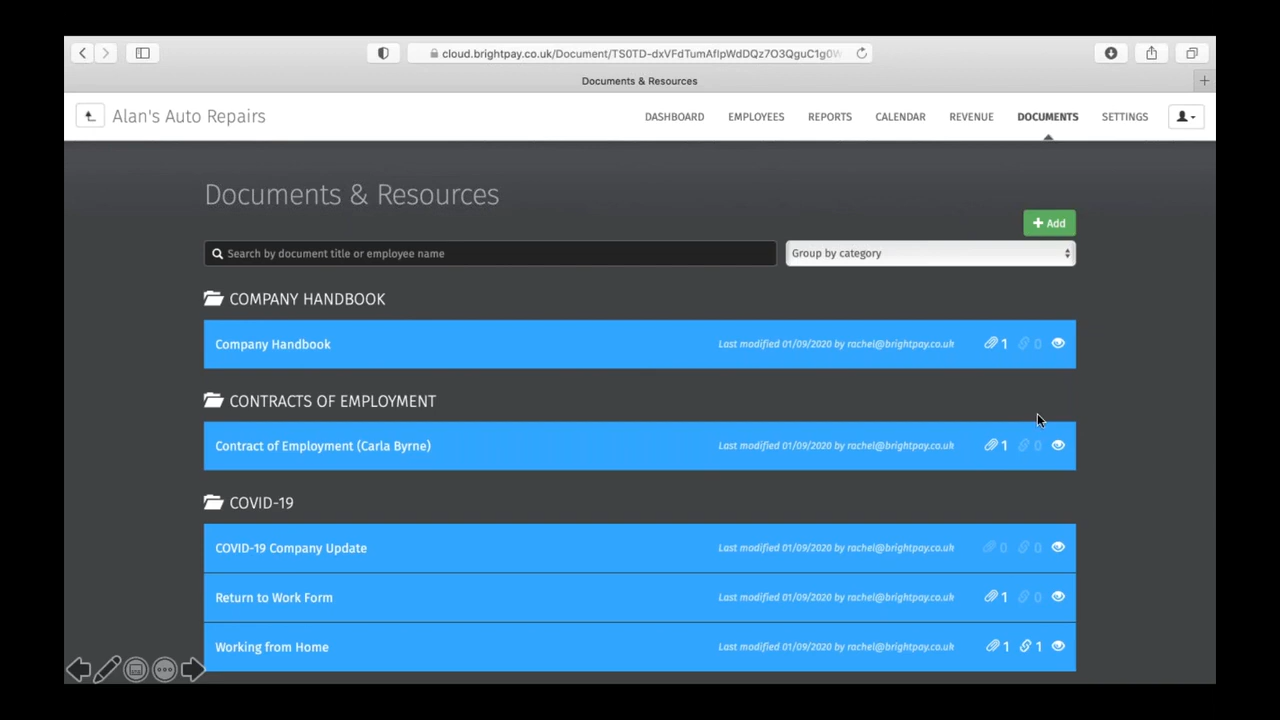 cloud.brightpay.co.uk/Document/
Documents & Resources
Alan's Auto Repairs
DASHBOARD EMPLOYEES REPORTS CALENDAR REVENUE DOCUMENTS SETTINGS
Documents & Resources
+ Add
Search by document title or employee name Group by category
COMPANY HANDBOOK
Company Handbook Last modified 01/09/2020 by rachel@brightpay.co.uk 1 0
CONTRACTS OF EMPLOYMENT
Contract of Employment (Carla Byrne) Last modified 01/09/2020 by rachel@brightpay.co.uk 1 0
COVID-19
COVID-19 Company Update Last modified 01/09/2020 by rachel@brightpay.co.uk 0 0
Return to Work Form Last modified 01/09/2020 by rachel@brightpay.co.uk 1 0
Working from Home Last modified 01/09/2020 by rachel@brightpay.co.uk 1 1